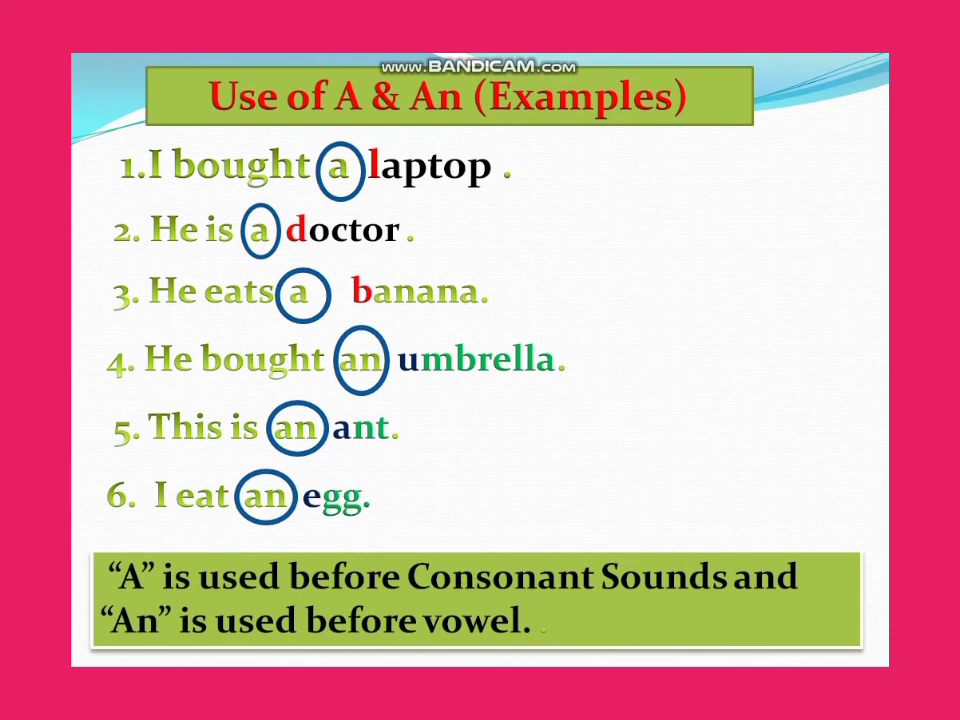 www.BANDICAM.com
Use of A & An (Examples)
1.I bought a laptop .
2. He is a doctor .
3. He eats a banana.
4. He bought an umbrella.
5. This is an ant.
6. I eat an egg.
“A” is used before Consonant Sounds and
“An” is used before vowel. .